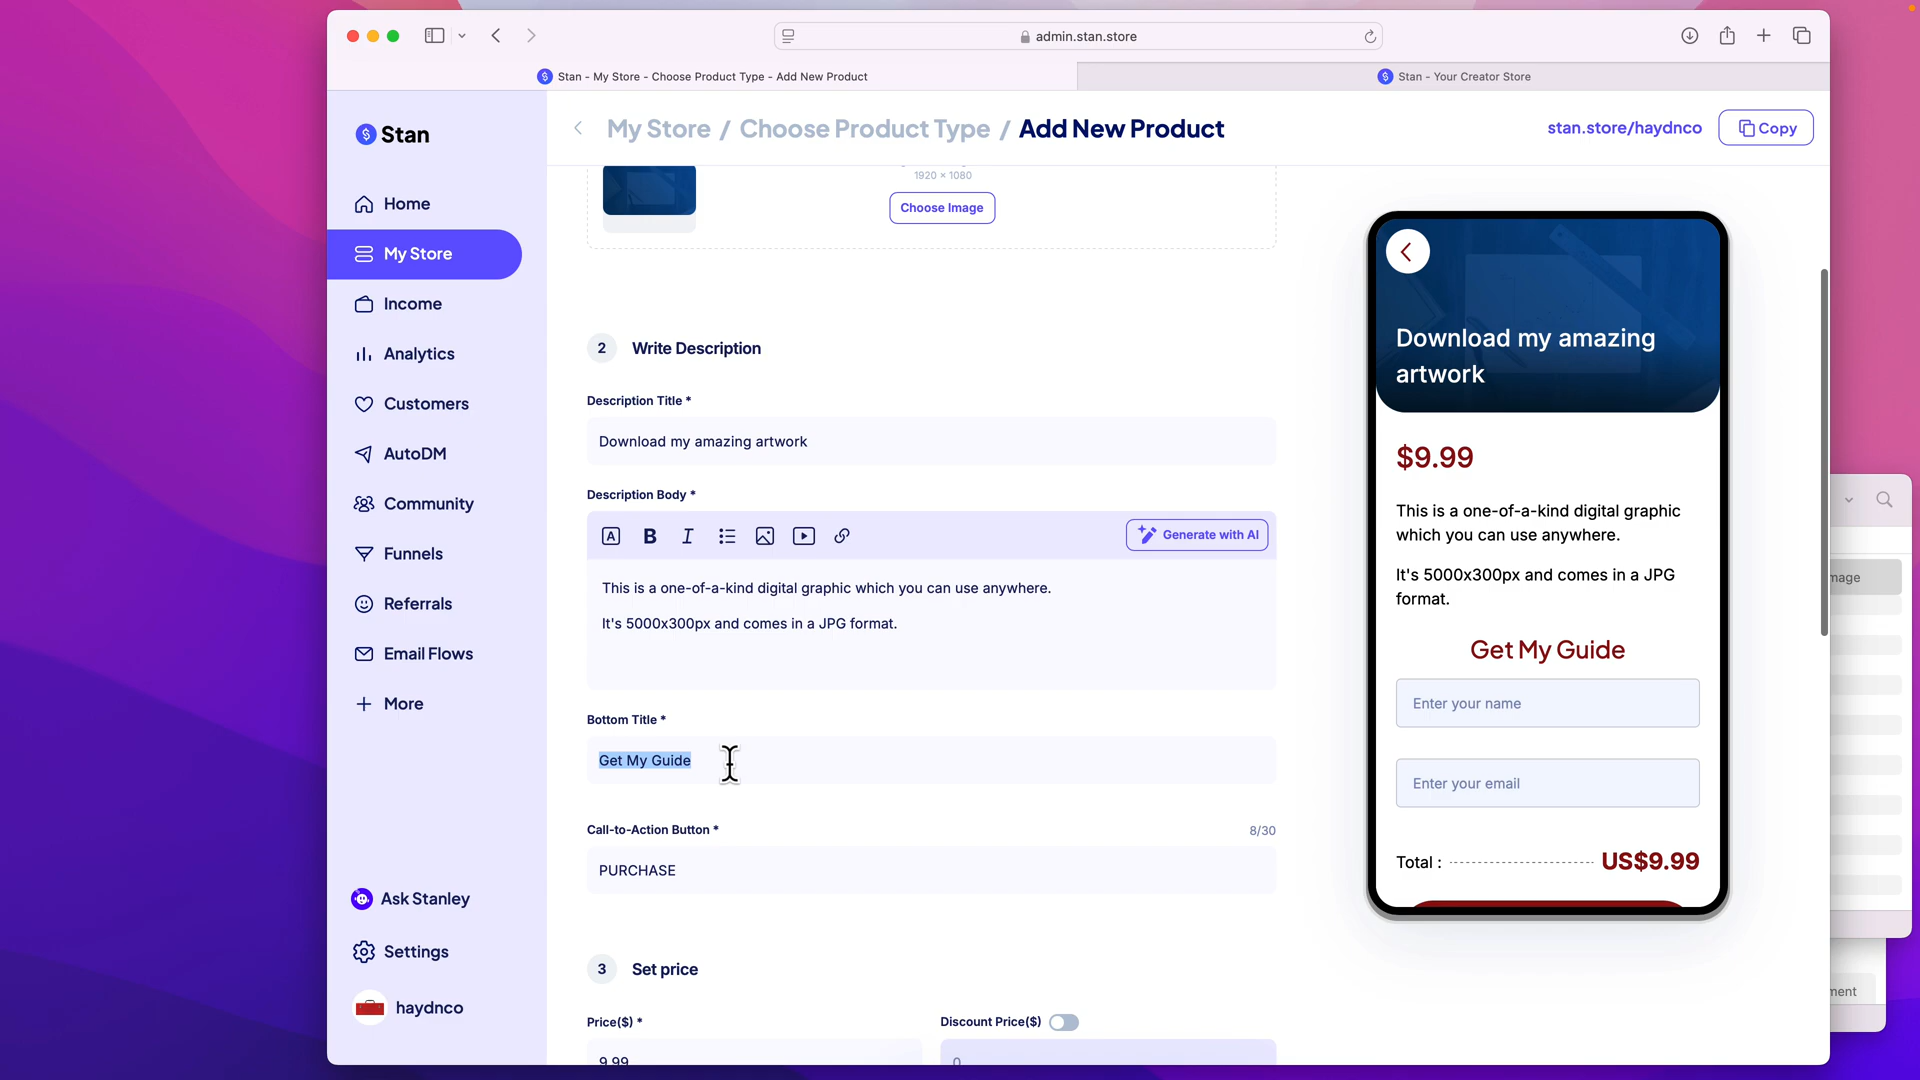 admin.stan.store
Stan - My Store - Choose Product Type - Add New Product
Stan - Your Creator Store
Stan
My Store / Choose Product Type / Add New Product
stan.store/haydnco
Copy
Home
My Store
Income
Analytics
Customers
AutoDM
Community
Funnels
Referrals
Email Flows
More
Ask Stanley
Settings
haydnco
1920 × 1080
Choose Image
2 Write Description
Description Title *
Download my amazing artwork
Description Body *
A B I
Generate with AI
This is a one-of-a-kind digital graphic which you can use anywhere.
It's 5000x300px and comes in a JPG format.
Bottom Title *
Get My Guide
Call-to-Action Button *
8/30
PURCHASE
3 Set price
Price($) *
Discount Price($)
9.99
0
Download my amazing
artwork
$9.99
This is a one-of-a-kind digital graphic
which you can use anywhere.
It's 5000x300px and comes in a JPG
format.
Get My Guide
Enter your name
Enter your email
Total :
US$9.99
mage
ment